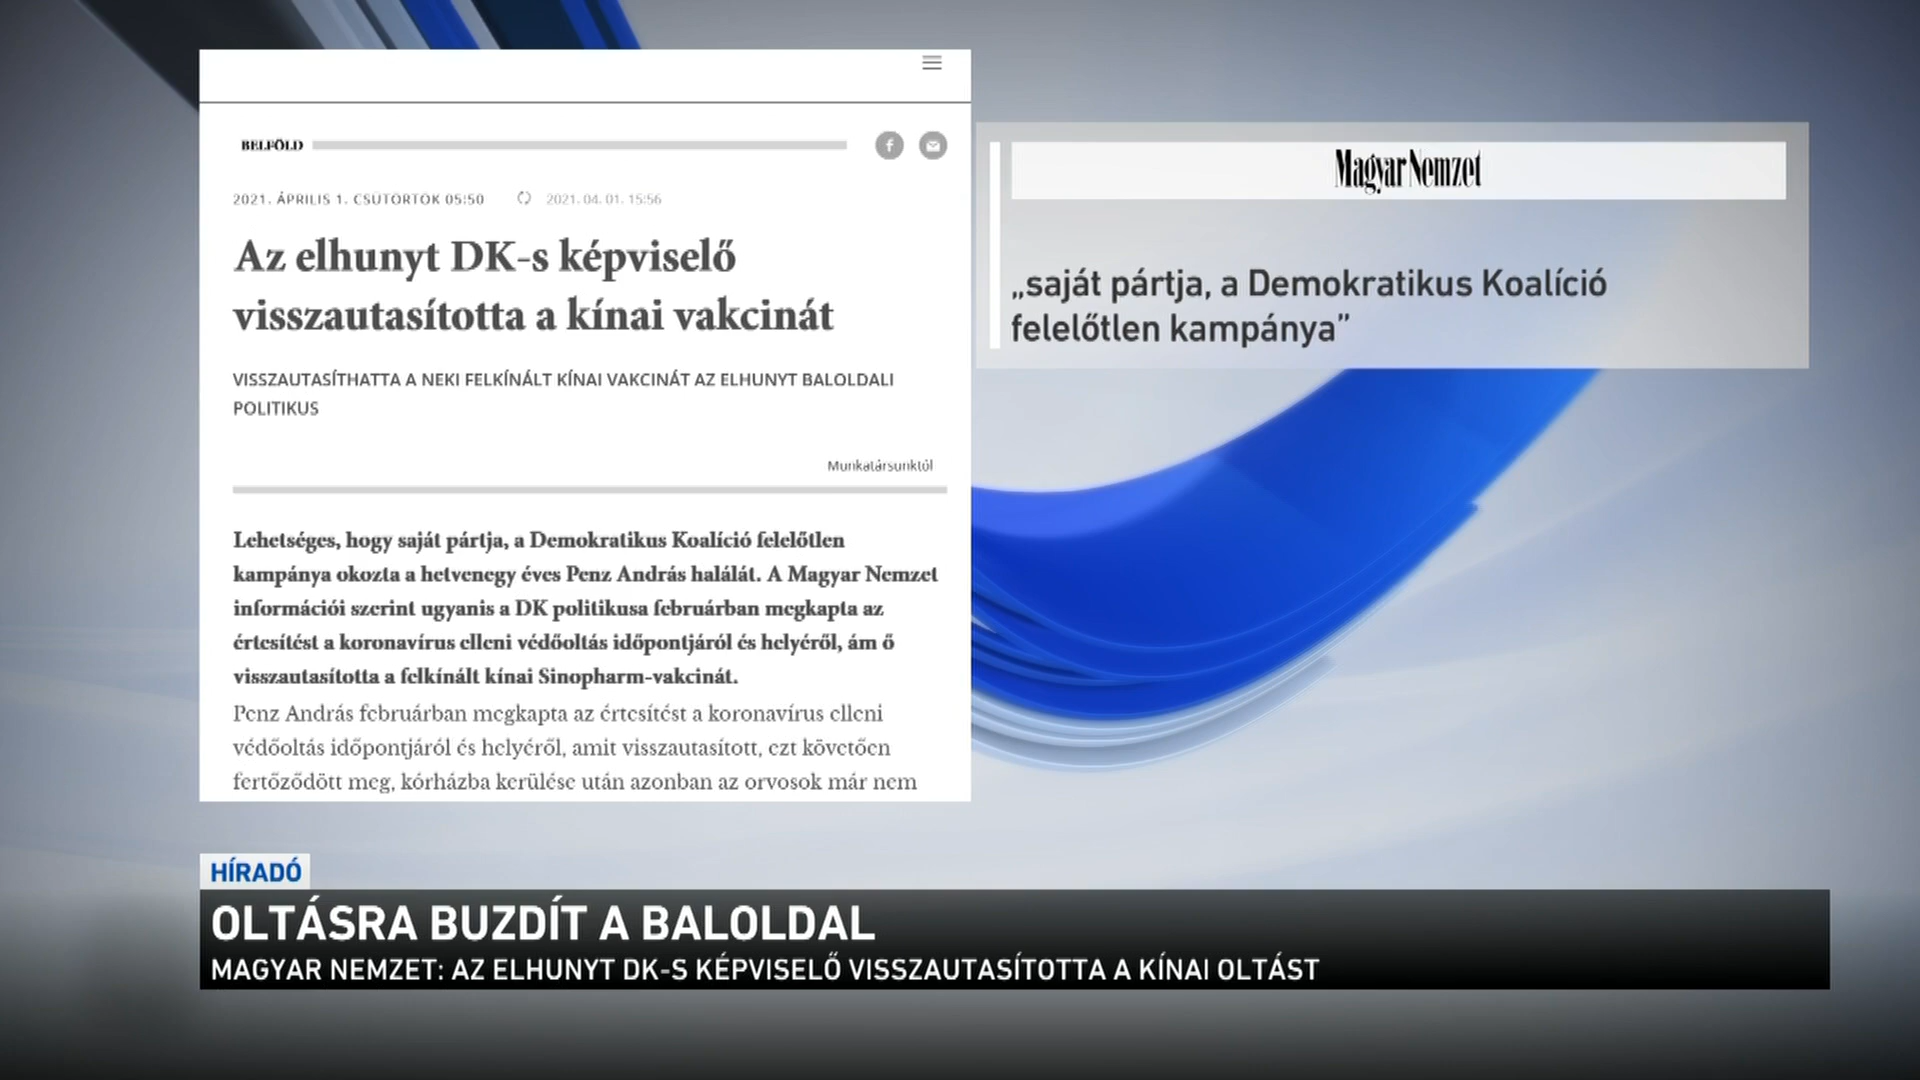 BELFÖLD
2021. ÁPRILIS 1. CSÜTÖRTÖK 05:50 2021. 04. 01. 15:56
Az elhunyt DK-s képviselő
visszautasította a kínai vakcinát
VISSZAUTASÍTHATTA A NEKI FELKÍNÁLT KÍNAI VAKCINÁT AZ ELHUNYT BALOLDALI
POLITIKUS
Munkatársunktól
Lehetséges, hogy saját pártja, a Demokratikus Koalíció felelőtlen
kampánya okozta a hetvenegy éves Penz András halálát. A Magyar Nemzet
információi szerint ugyanis a DK politikusa februárban megkapta az
értesítést a koronavírus elleni védőoltás időpontjáról és helyéről, ám ő
visszautasította a felkínált kínai Sinopharm-vakcinát.
Penz András februárban megkapta az értesítést a koronavírus elleni
védőoltás időpontjáról és helyéről, amit visszautasított, ezt követően
fertőződött meg, kórházba kerülése után azonban az orvosok már nem
Magyar Nemzet
„saját pártja, a Demokratikus Koalíció
felelőtlen kampánya”
HÍRADÓ
OLTÁSRA BUZDÍT A BALOLDAL
MAGYAR NEMZET: AZ ELHUNYT DK-S KÉPVISELŐ VISSZAUTASÍTOTTA A KÍNAI OLTÁST